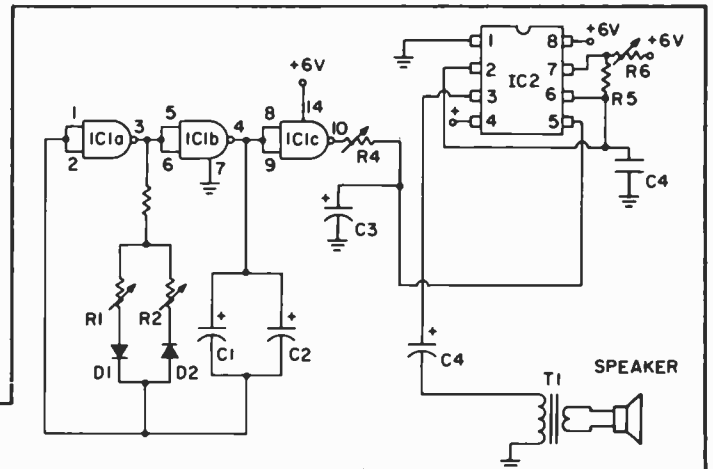 +6V
14
1
2
IC1a
3
5
6
IC1b
4
7
8
9
IC1c
10
R4
+
C3
R1
R2
D1
D2
+
C1
+
C2
1
2
3
4
IC2
8
7
6
5
+6V
+6V
R6
R5
+
C4
+
C4
T1
SPEAKER